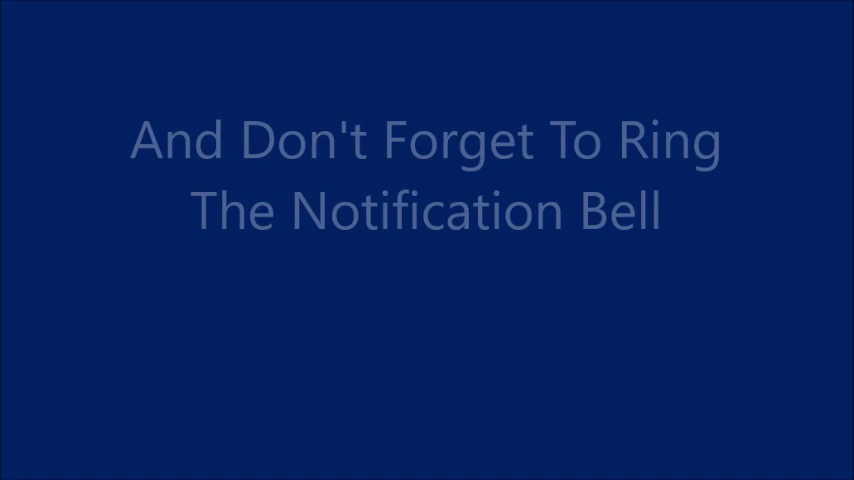 And Don't Forget To Ring
The Notification Bell